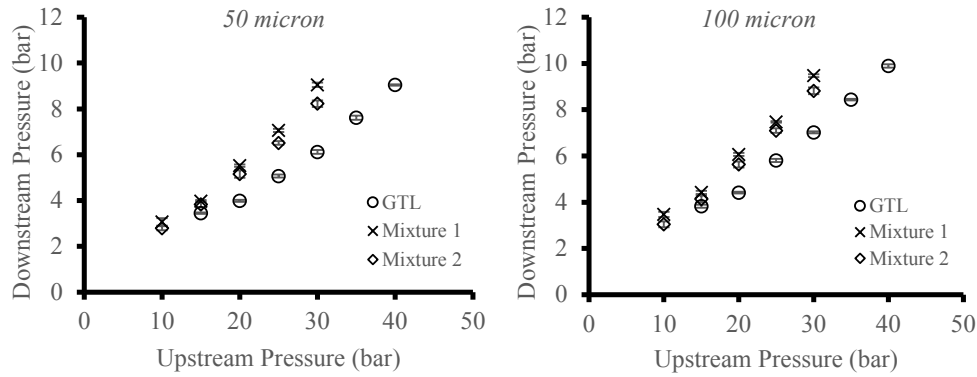 50 micron
Downstream Pressure (bar)
12
10
8
6
4
2
0
GTL
Mixture 1
Mixture 2
0 10 20 30 40 50
Upstream Pressure (bar)
100 micron
Downstream Pressure (bar)
12
10
8
6
4
2
0
GTL
Mixture 1
Mixture 2
0 10 20 30 40 50
Upstream Pressure (bar)